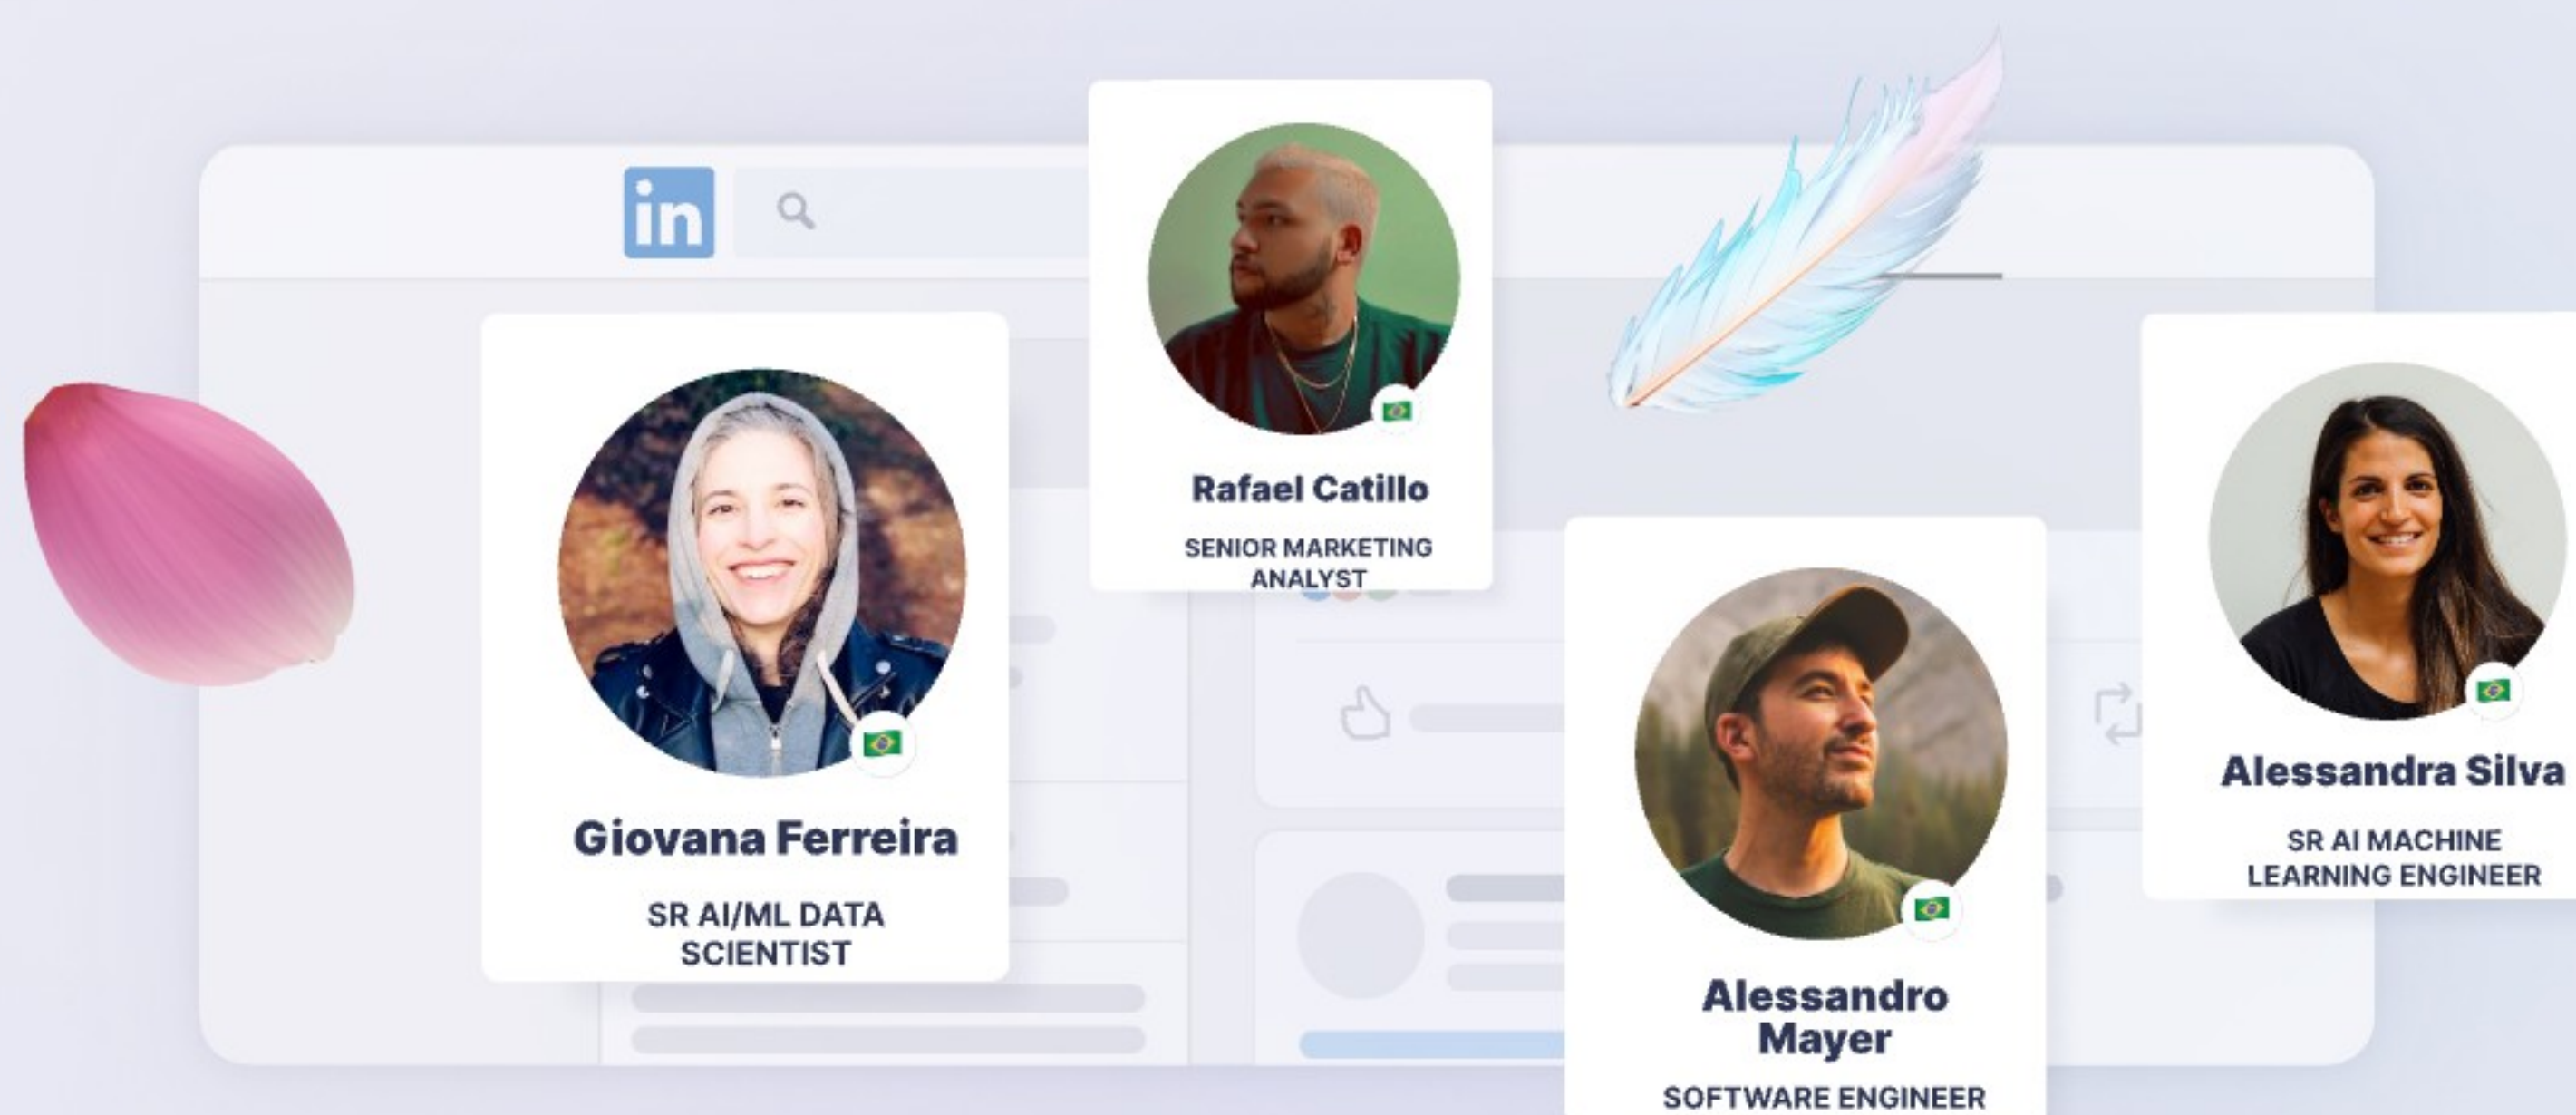 in
Rafael Catillo
SENIOR MARKETING
ANALYST
Giovana Ferreira
SR AI/ML DATA
SCIENTIST
Alessandro
Mayer
SOFTWARE ENGINEER
Alessandra Silva
SR AI MACHINE
LEARNING ENGINEER